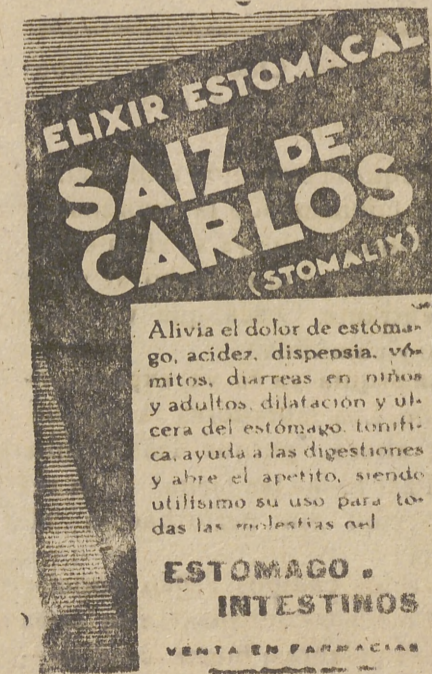 ELIXIR ESTOMACAL
SAIZ DE
CARLOS
(STOMALIX)
Alivia el dolor de estóma-
go, acidez, dispepsia, vó-
mitos, diarreas en niños
y adultos, dilatación y úl-
cera del estómago, tonifi-
ca, ayuda a las digestiones
y abre el apetito, siendo
utilísimo su uso para to-
das las molestias del
ESTOMAGO e
INTESTINOS
VENTA EN FARMACIAS